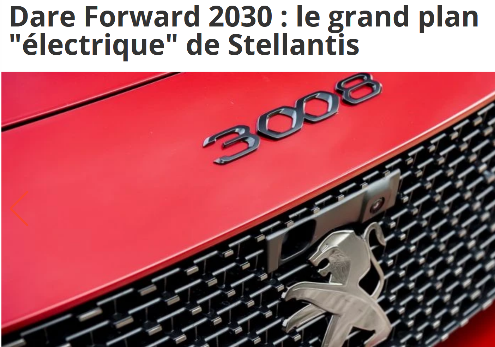 Dare Forward 2030 : le grand plan
"électrique" de Stellantis
3008